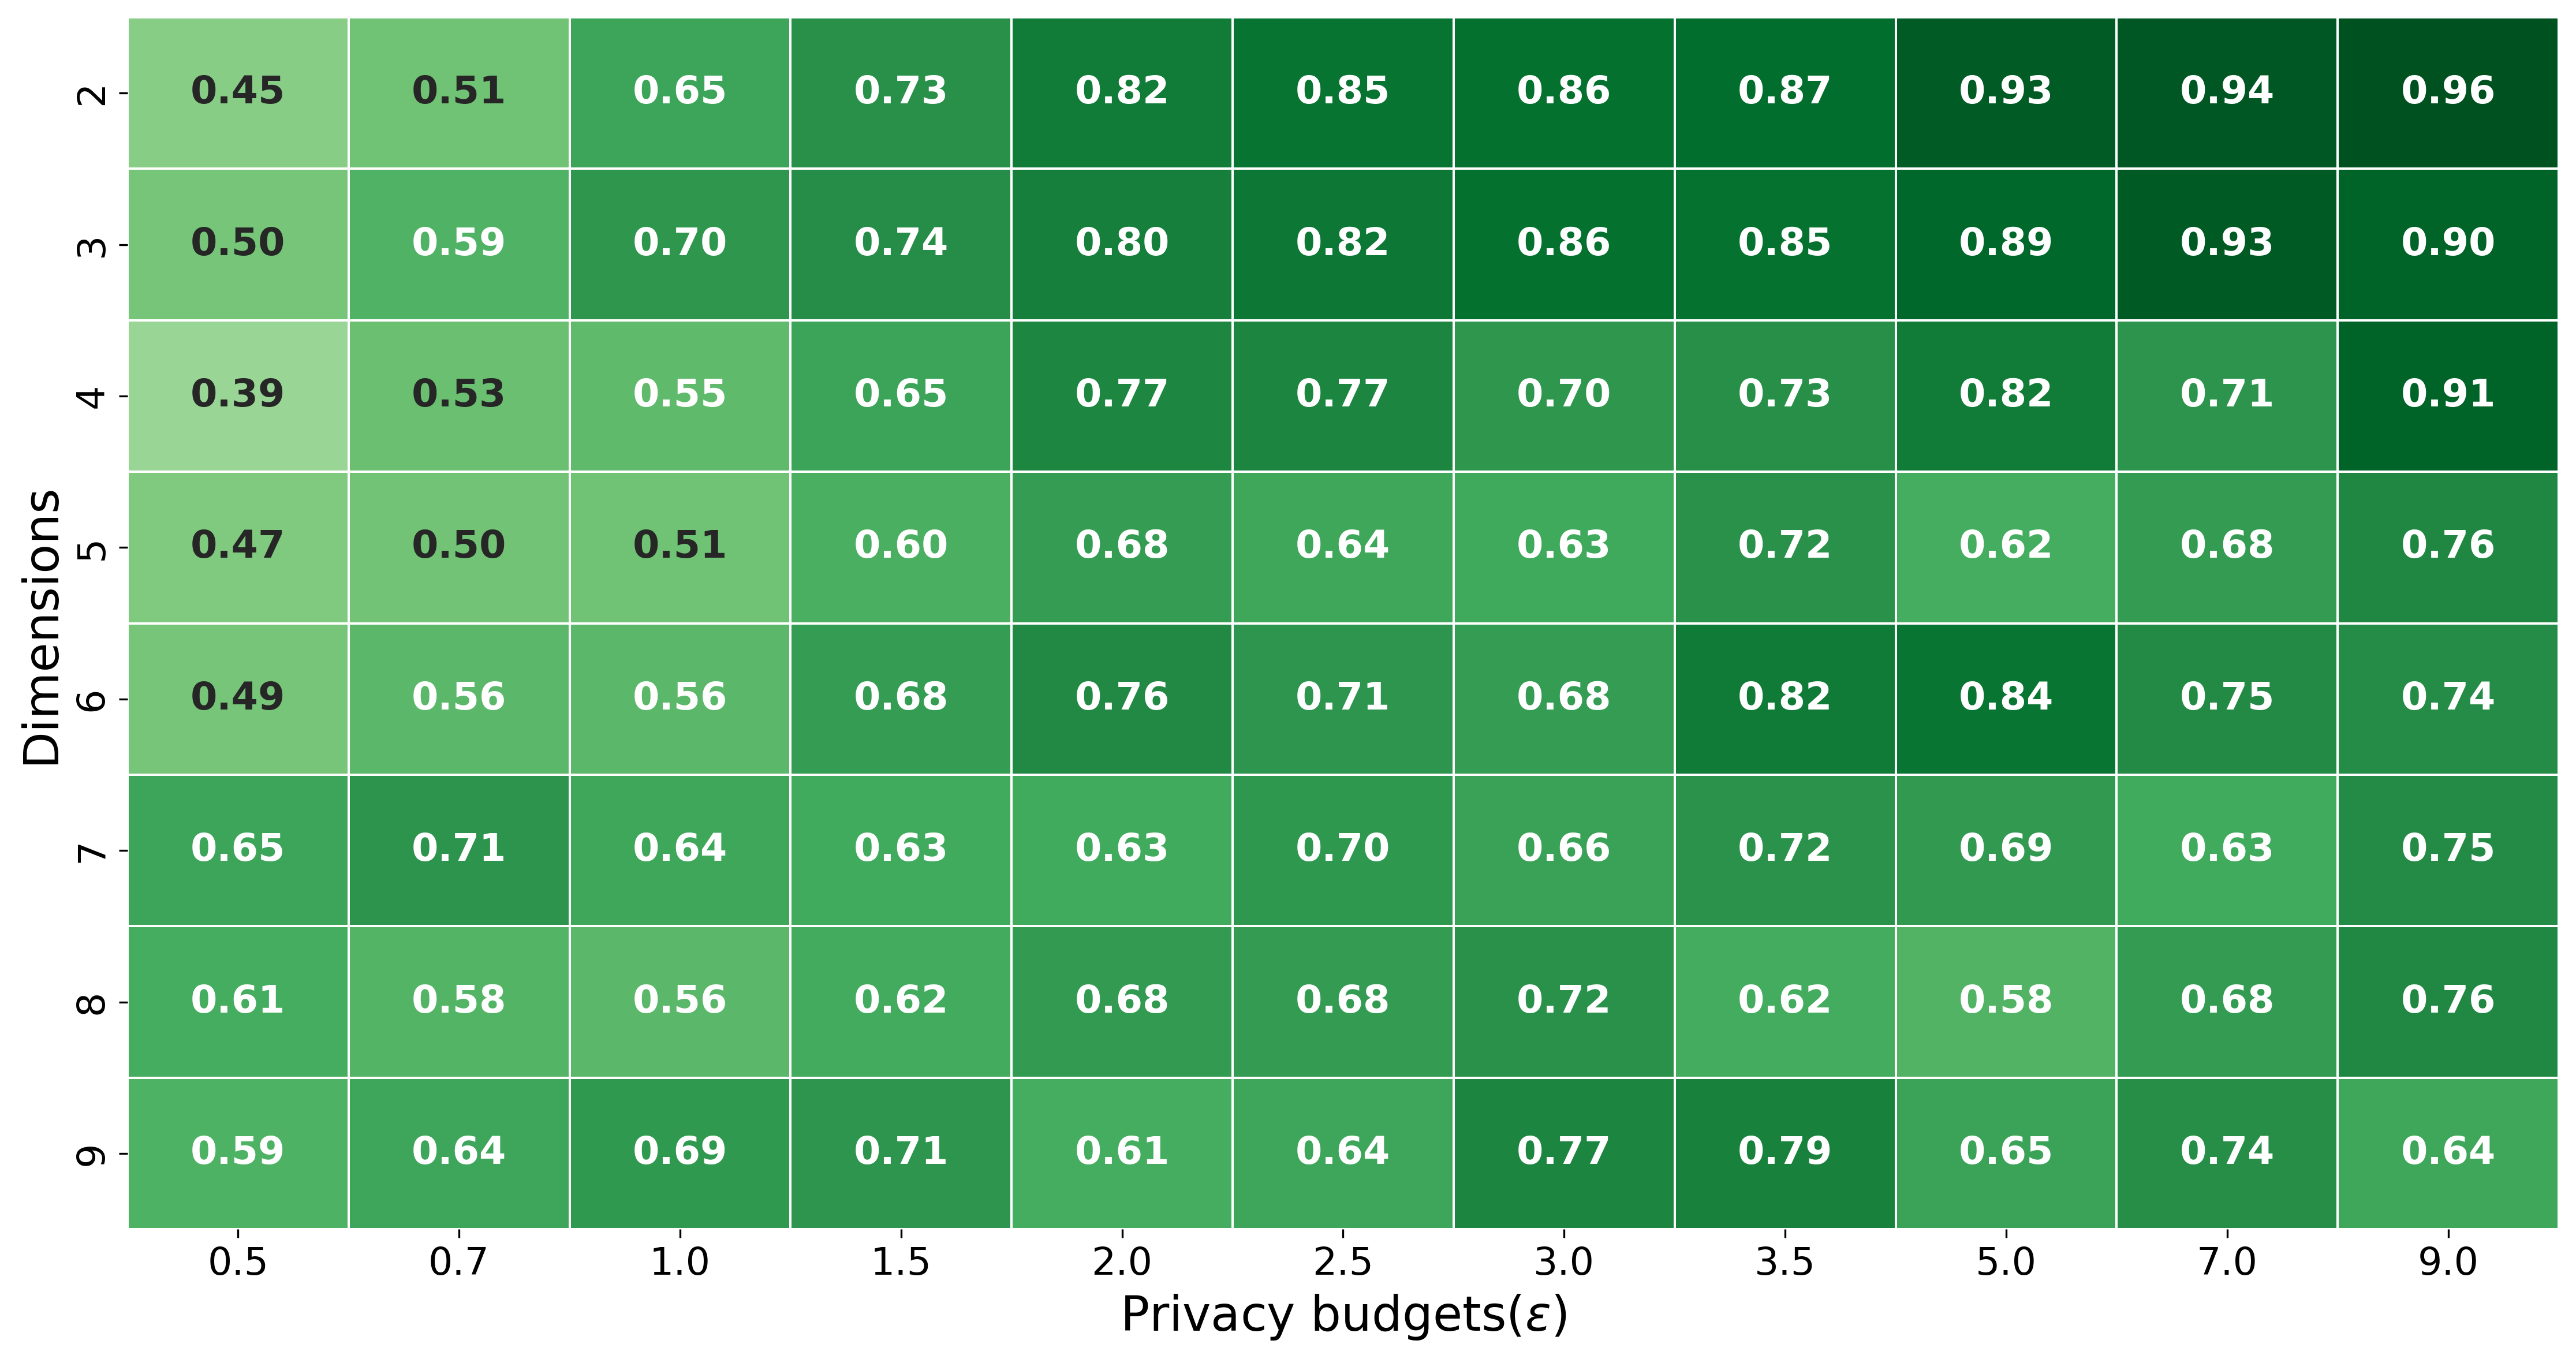 2 0.45 0.51 0.65 0.73 0.82 0.85 0.86 0.87 0.93 0.94 0.96
3 0.50 0.59 0.70 0.74 0.80 0.82 0.86 0.85 0.89 0.93 0.90
4 0.39 0.53 0.55 0.65 0.77 0.77 0.70 0.73 0.82 0.71 0.91
5 0.47 0.50 0.51 0.60 0.68 0.64 0.63 0.72 0.62 0.68 0.76
6 0.49 0.56 0.56 0.68 0.76 0.71 0.68 0.82 0.84 0.75 0.74
7 0.65 0.71 0.64 0.63 0.63 0.70 0.66 0.72 0.69 0.63 0.75
8 0.61 0.58 0.56 0.62 0.68 0.68 0.72 0.62 0.58 0.68 0.76
9 0.59 0.64 0.69 0.71 0.61 0.64 0.77 0.79 0.65 0.74 0.64
0.5 0.7 1.0 1.5 2.0 2.5 3.0 3.5 5.0 7.0 9.0
Privacy budgets(ε)
Dimensions